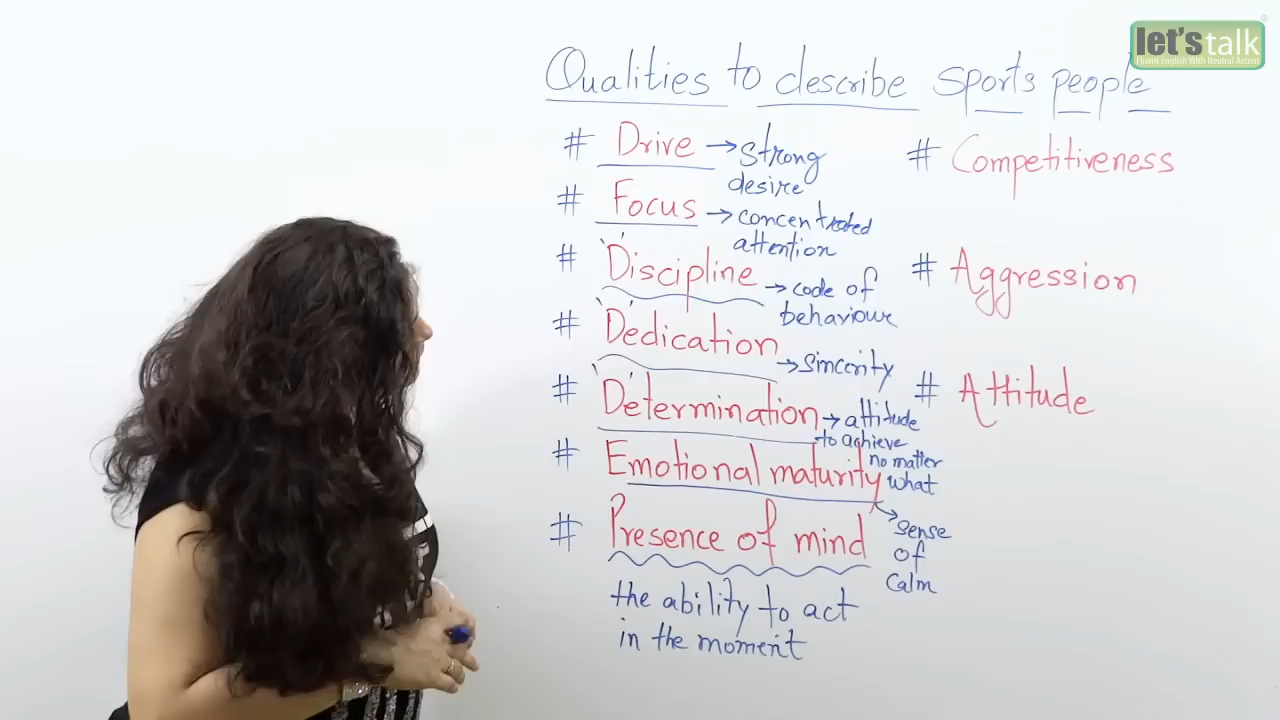 let's talk
Fluent English With Neutral Accent
Qualities to describe sports people
# Drive → strong
desire
# Focus → concentrated
attention
# Discipline → code of
behaviour
# Dedication → sincerity
# Determination → attitude
to achieve
no matter
what
# Emotional maturity → sense
of
calm
# Presence of mind
the ability to act
in the moment
# Competitiveness
# Aggression
# Attitude